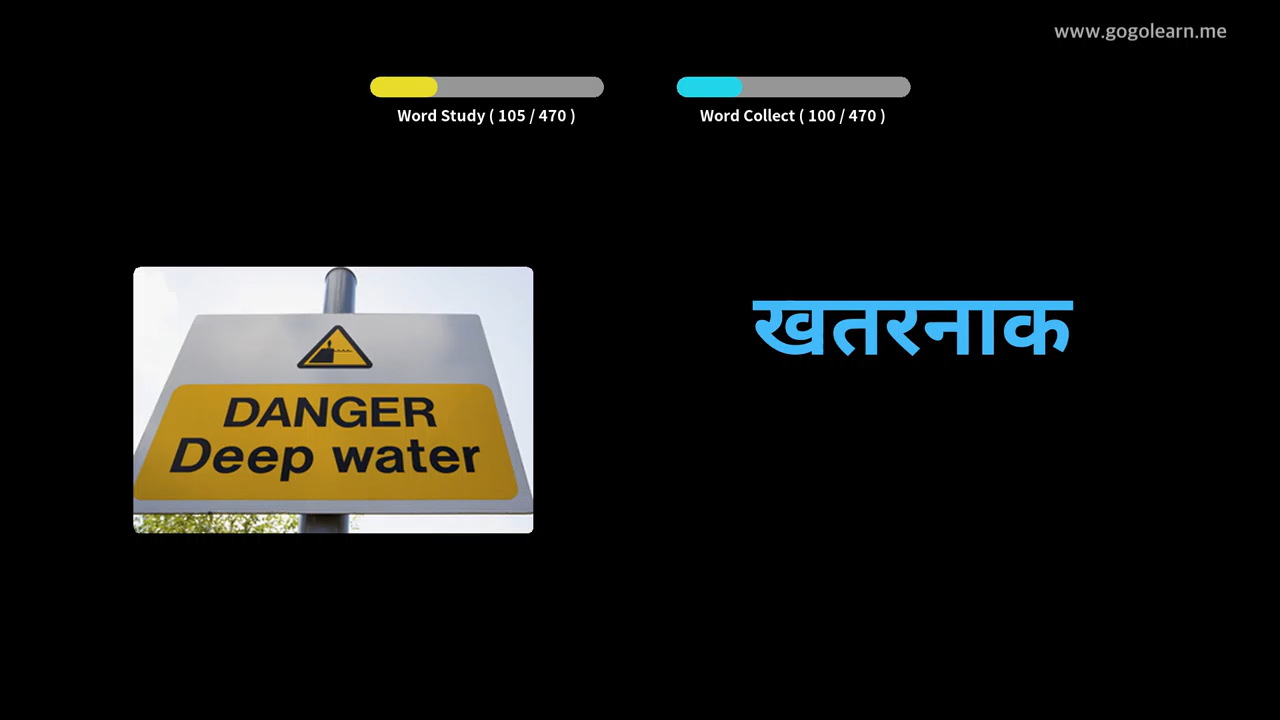 www.gogolearn.me
Word Study ( 105 / 470 )
Word Collect ( 100 / 470 )
DANGER
Deep water
खतरनाक